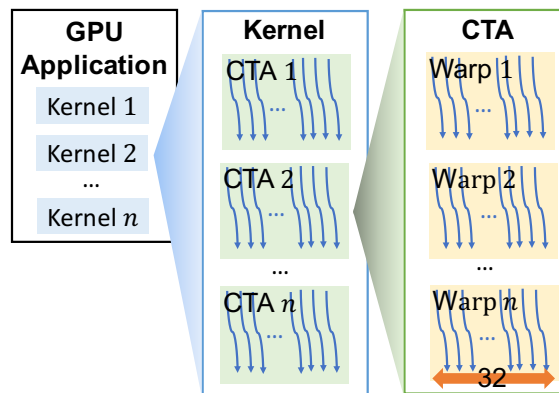 GPU
Application
Kernel 1
Kernel 2
...
Kernel n
Kernel
CTA 1
...
CTA 2
...
...
CTA n
...
CTA
Warp 1
...
Warp 2
...
...
Warp n
...
32